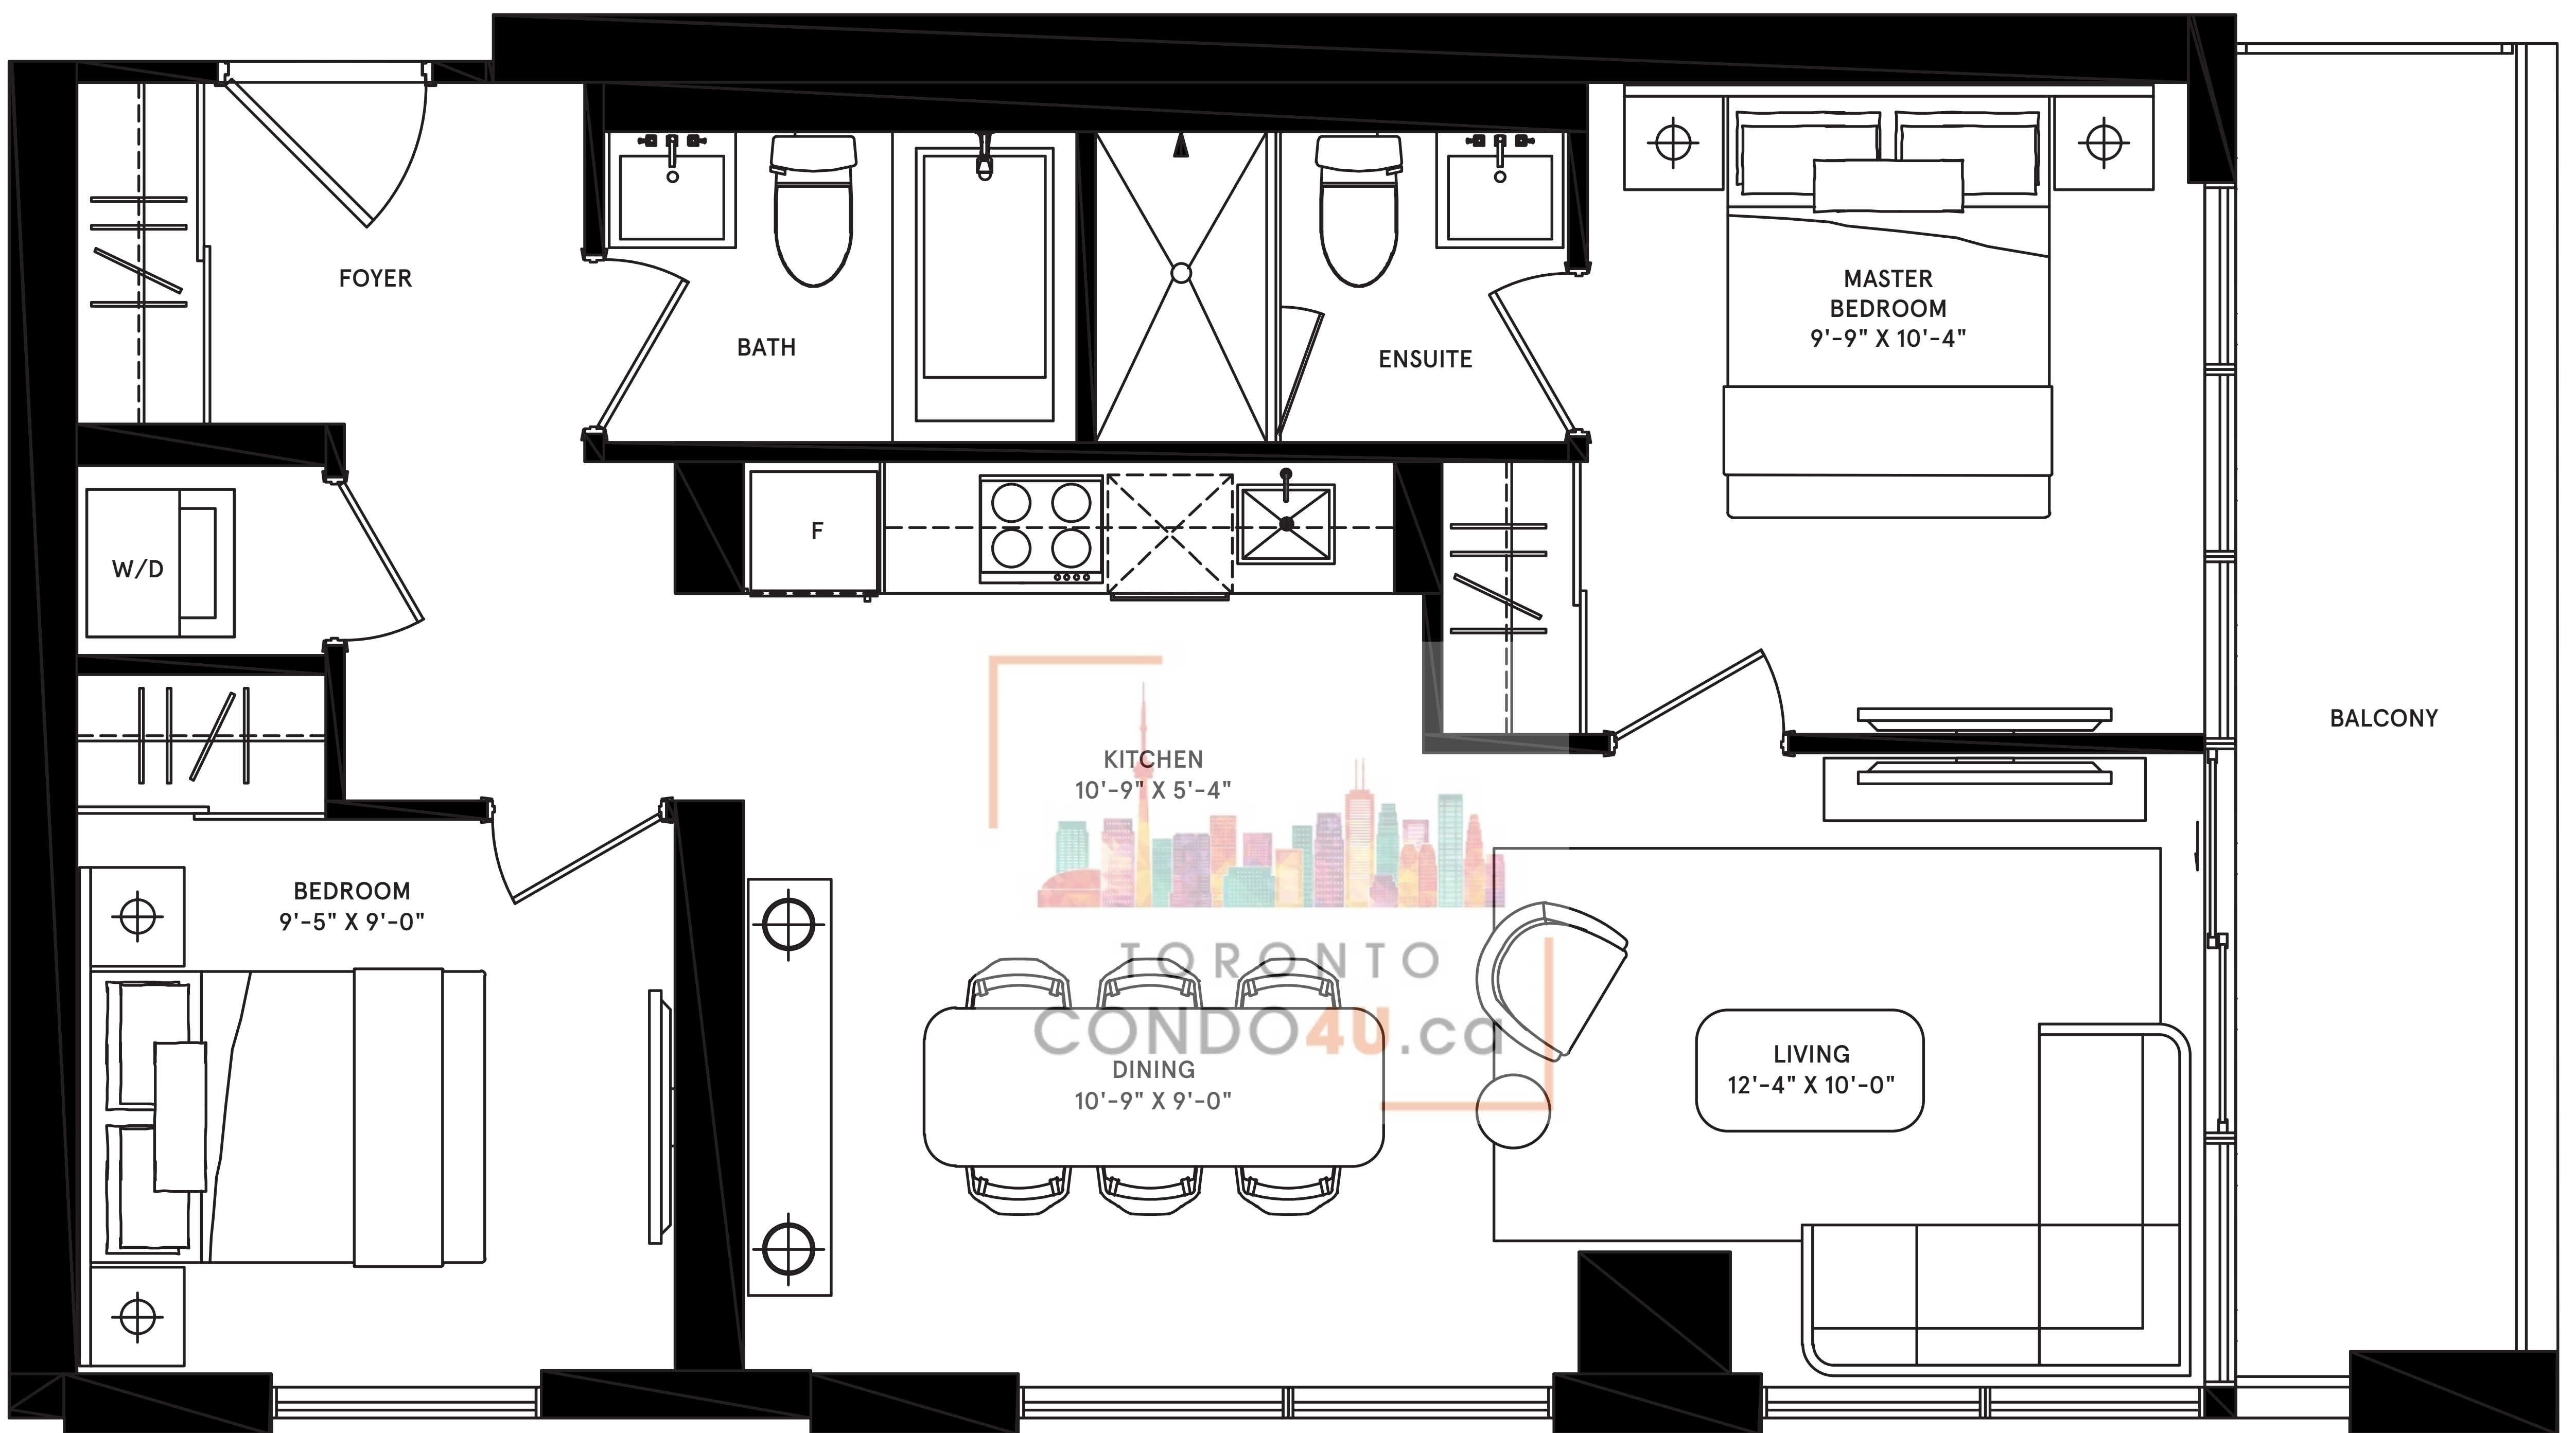 FOYER
BATH
ENSUITE
MASTER
BEDROOM
9'-9" X 10'-4"
F
W/D
BALCONY
KITCHEN
10'-9" X 5'-4"
BEDROOM
9'-5" X 9'-0"
TORONTO
CONDO4U.ca
DINING
10'-9" X 9'-0"
LIVING
12'-4" X 10'-0"